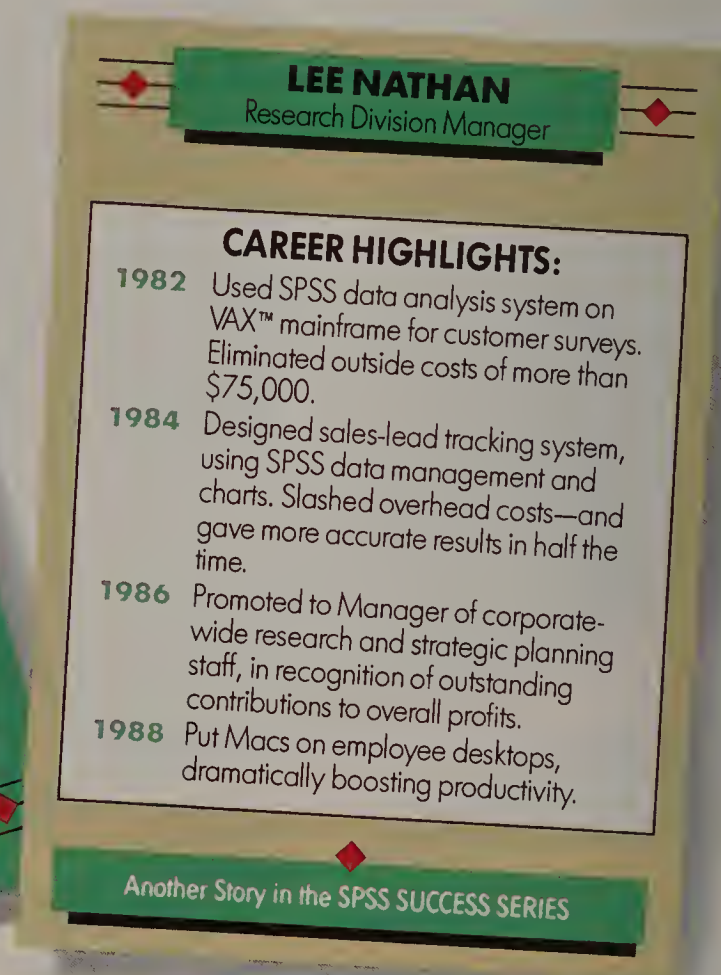 LEE NATHAN
Research Division Manager
CAREER HIGHLIGHTS:
1982 Used SPSS data analysis system on
VAX™ mainframe for customer surveys.
Eliminated outside costs of more than
$75,000.
1984 Designed sales-lead tracking system,
using SPSS data management and
charts. Slashed overhead costs—and
gave more accurate results in half the
time.
1986 Promoted to Manager of corporate-
wide research and strategic planning
staff, in recognition of outstanding
contributions to overall profits.
1988 Put Macs on employee desktops,
dramatically boosting productivity.
Another Story in the SPSS SUCCESS SERIES